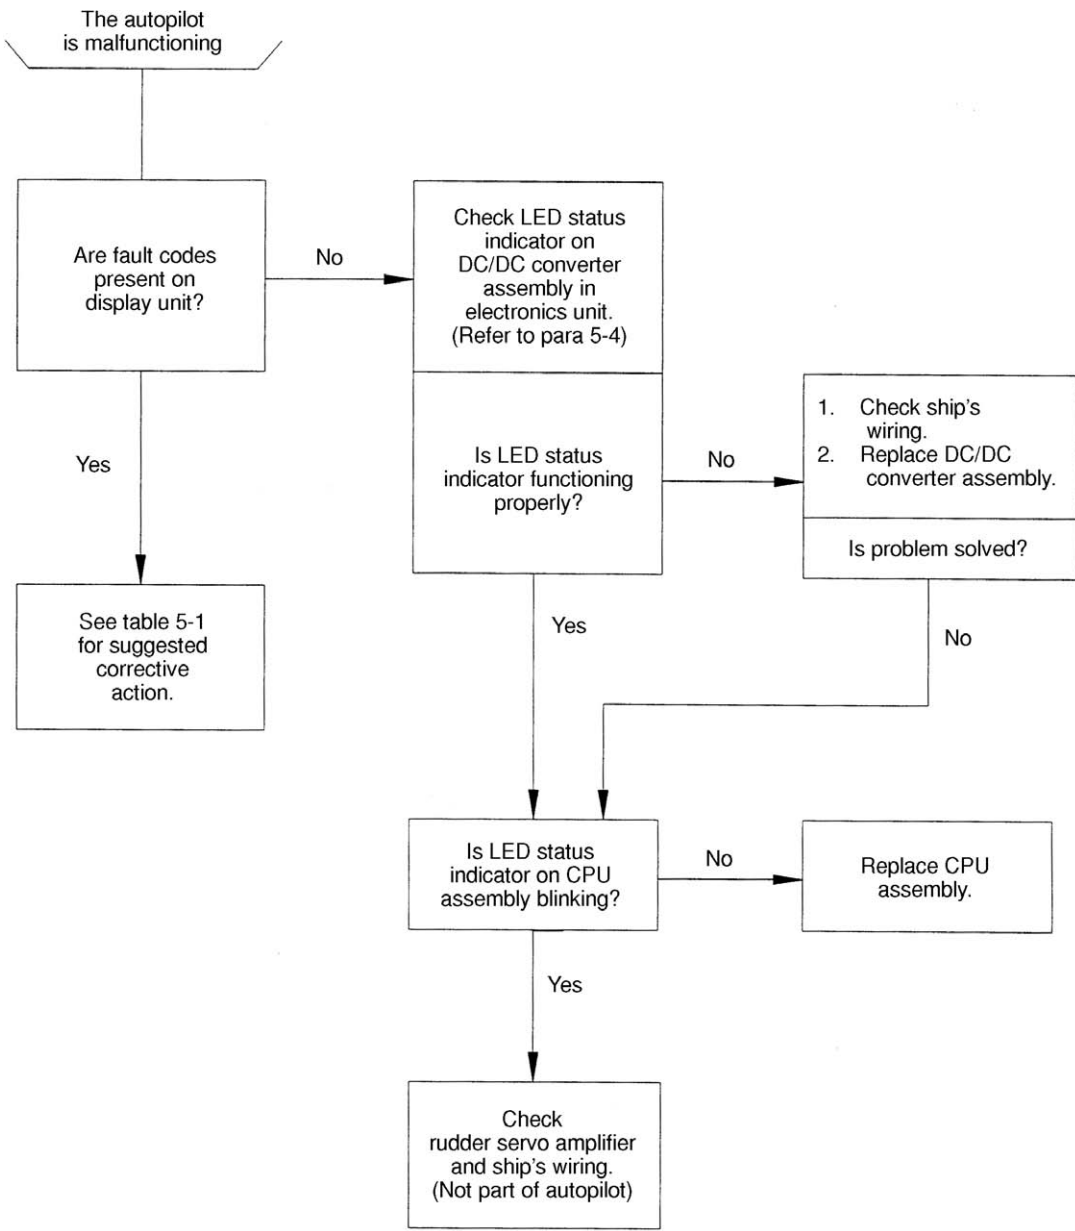 The autopilot
is malfunctioning
Are fault codes
present on
display unit?
No
Check LED status
indicator on
DC/DC converter
assembly in
electronics unit.
(Refer to para 5-4)
Yes
Is LED status
indicator functioning
properly?
No
1. Check ship's
wiring.
2. Replace DC/DC
converter assembly.
Is problem solved?
See table 5-1
for suggested
corrective
action.
Yes
No
Is LED status
indicator on CPU
assembly blinking?
No
Replace CPU
assembly.
Yes
Check
rudder servo amplifier
and ship's wiring.
(Not part of autopilot)